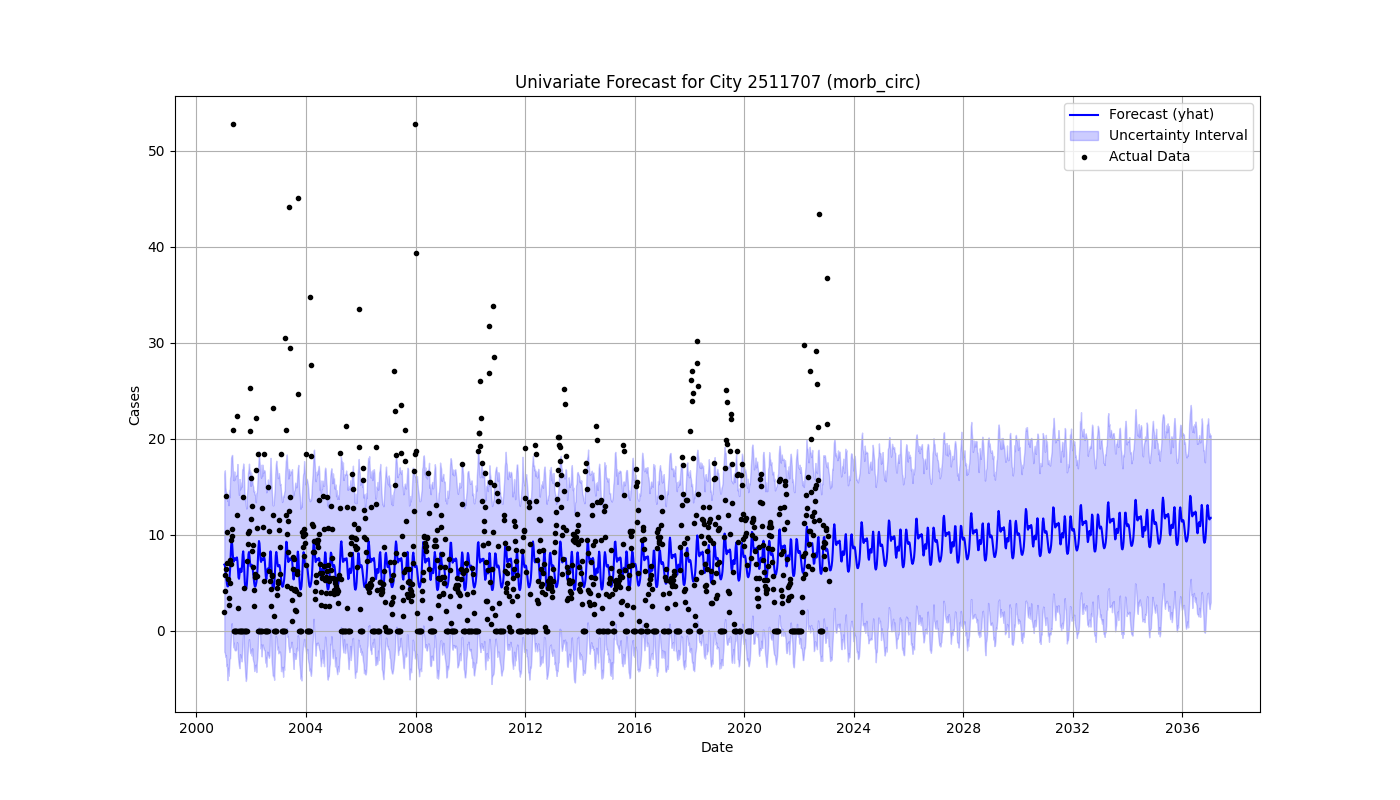 Univariate Forecast for City 2511707 (morb_circ)
Forecast (yhat)
Uncertainty Interval
Actual Data
50
40
30
20
10
0
Cases
2000 2004 2008 2012 2016 2020 2024 2028 2032 2036
Date